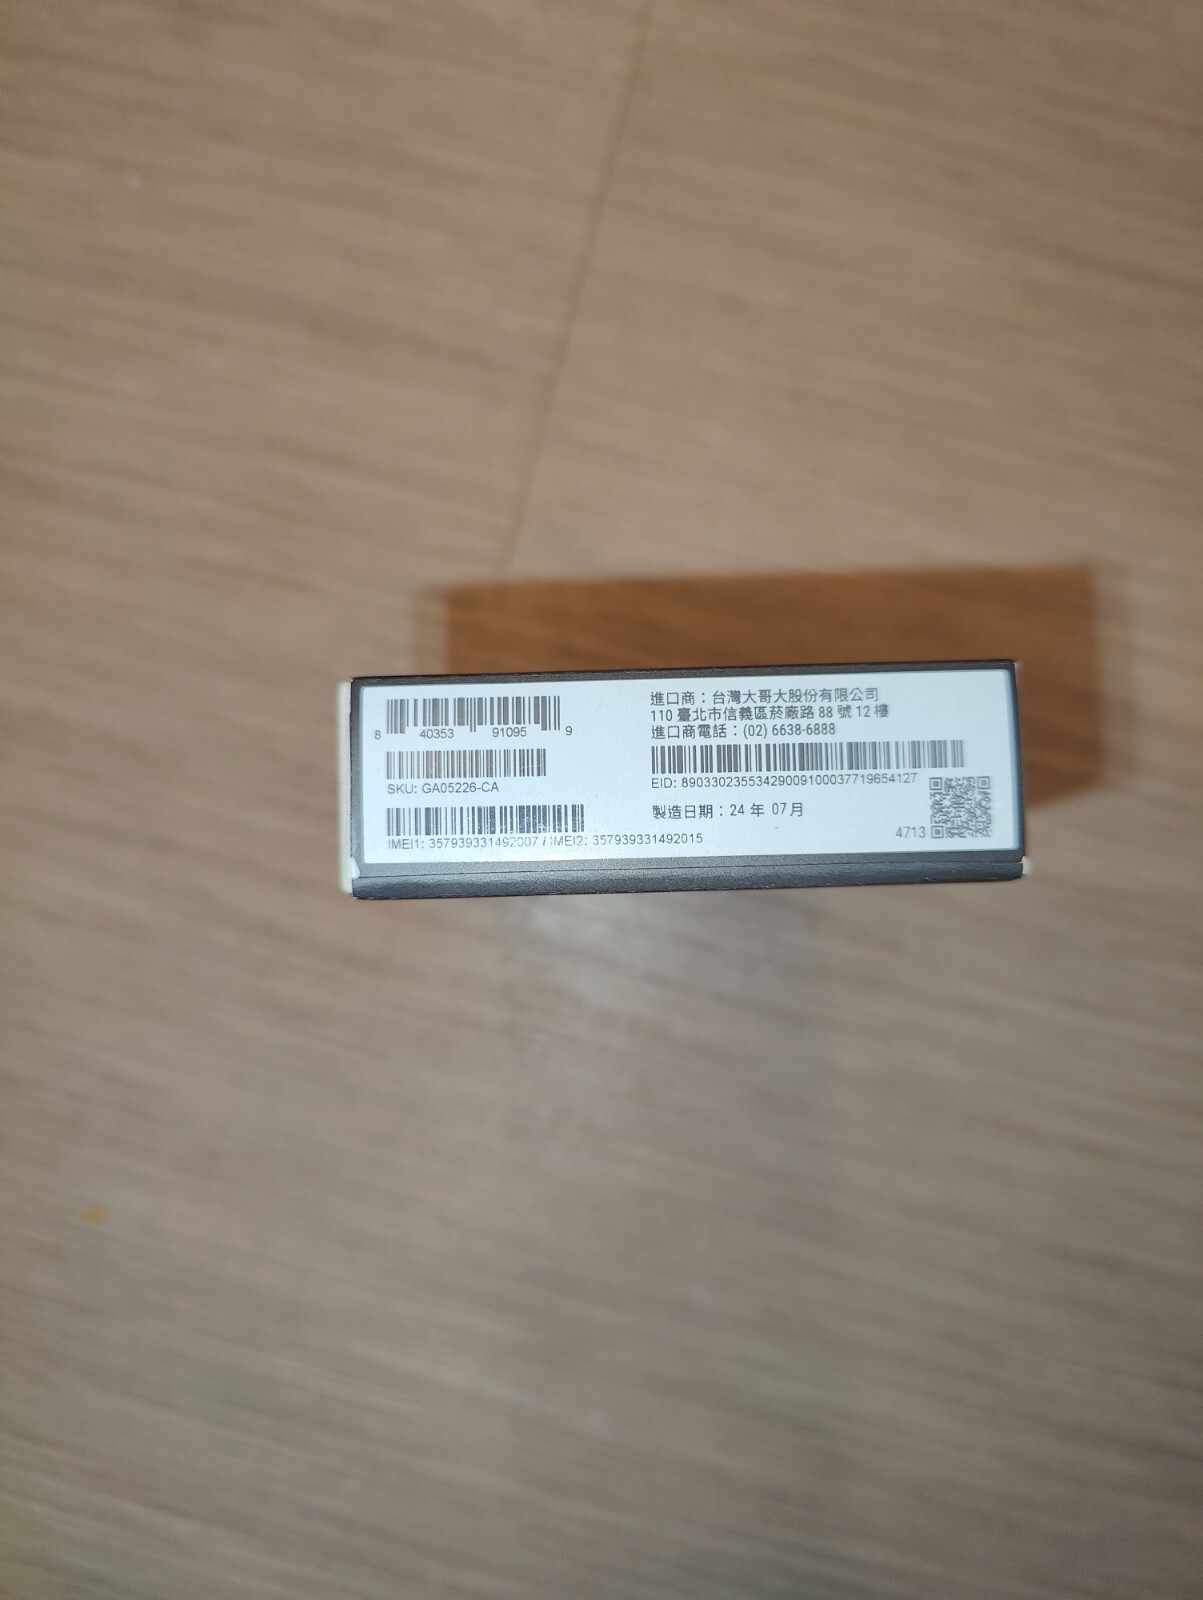 8 40353 91095 9
SKU: GA05226-CA
IMEI1: 357939331492007 / IMEI2: 357939331492015
進口商：台灣大哥大股份有限公司
110 臺北市信義區菸廠路 88 號 12 樓
進口商電話：(02) 6638-6888
EID: 89033023553429009100037719654127
製造日期：24 年 07 月
4713